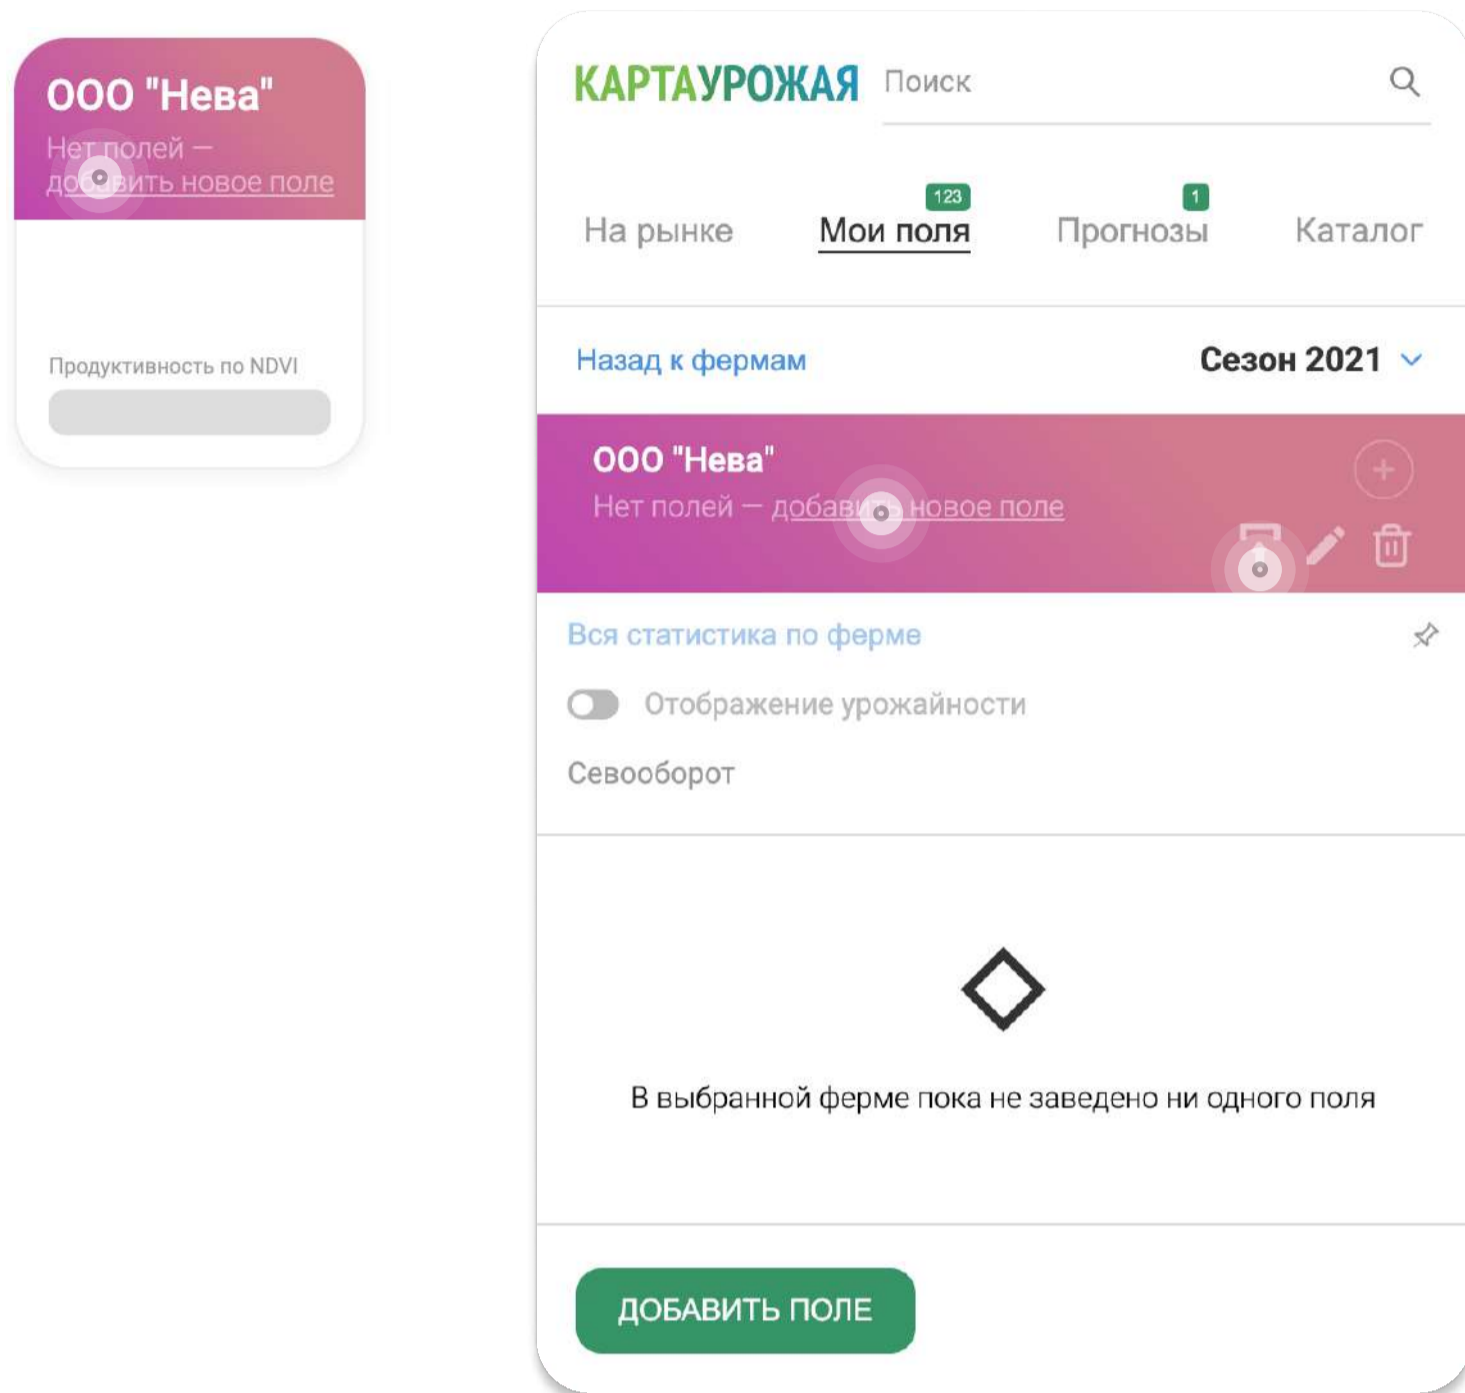 ООО "Нева"
Нет полей —
добавить новое поле
Продуктивность по NDVI
КАРТАУРОЖАЯ
Поиск
123
1
На рынке
Мои поля
Прогнозы
Каталог
Назад к фермам
Сезон 2021
ООО "Нева"
Нет полей — добавить новое поле
Вся статистика по ферме
Отображение урожайности
Севооборот
В выбранной ферме пока не заведено ни одного поля
ДОБАВИТЬ ПОЛЕ